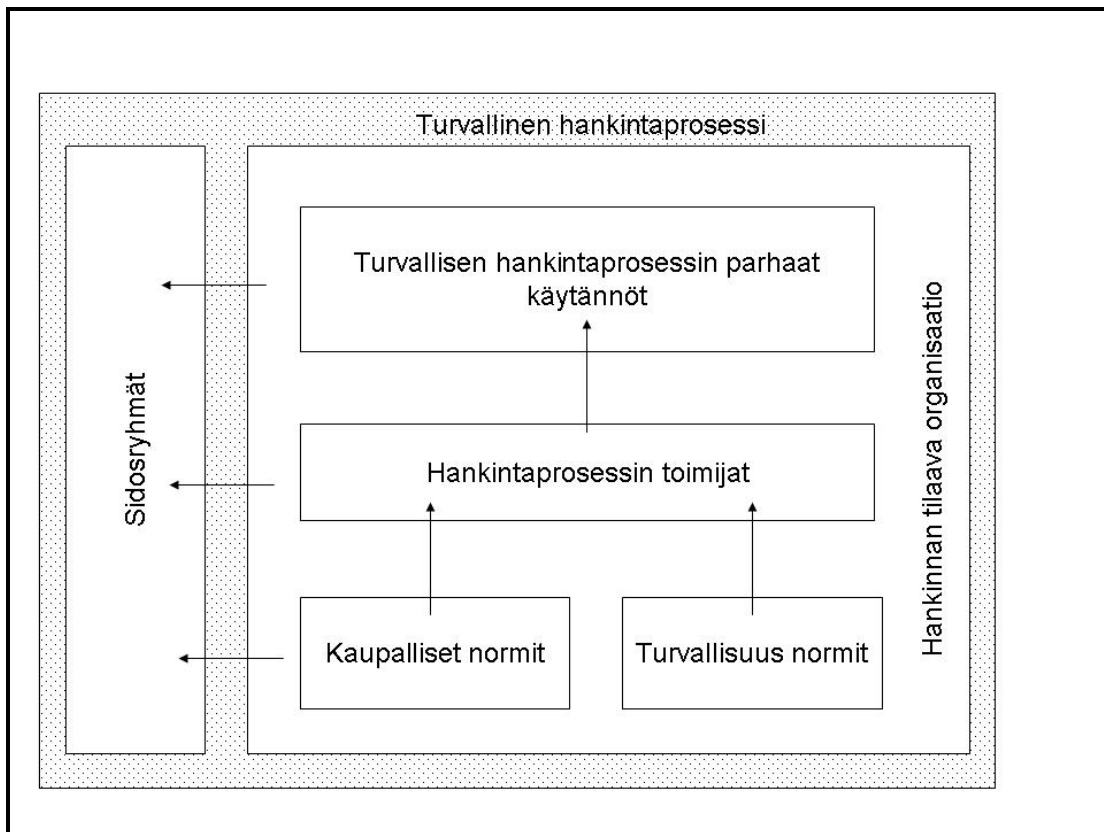 Turvallinen hankintaprosessi
Sidosryhmät
Turvallisen hankintaprosessin parhaat
käytännöt
Hankintaprosessin toimijat
Kaupalliset normit
Turvallisuus normit
Hankinnan tilaava organisaatio